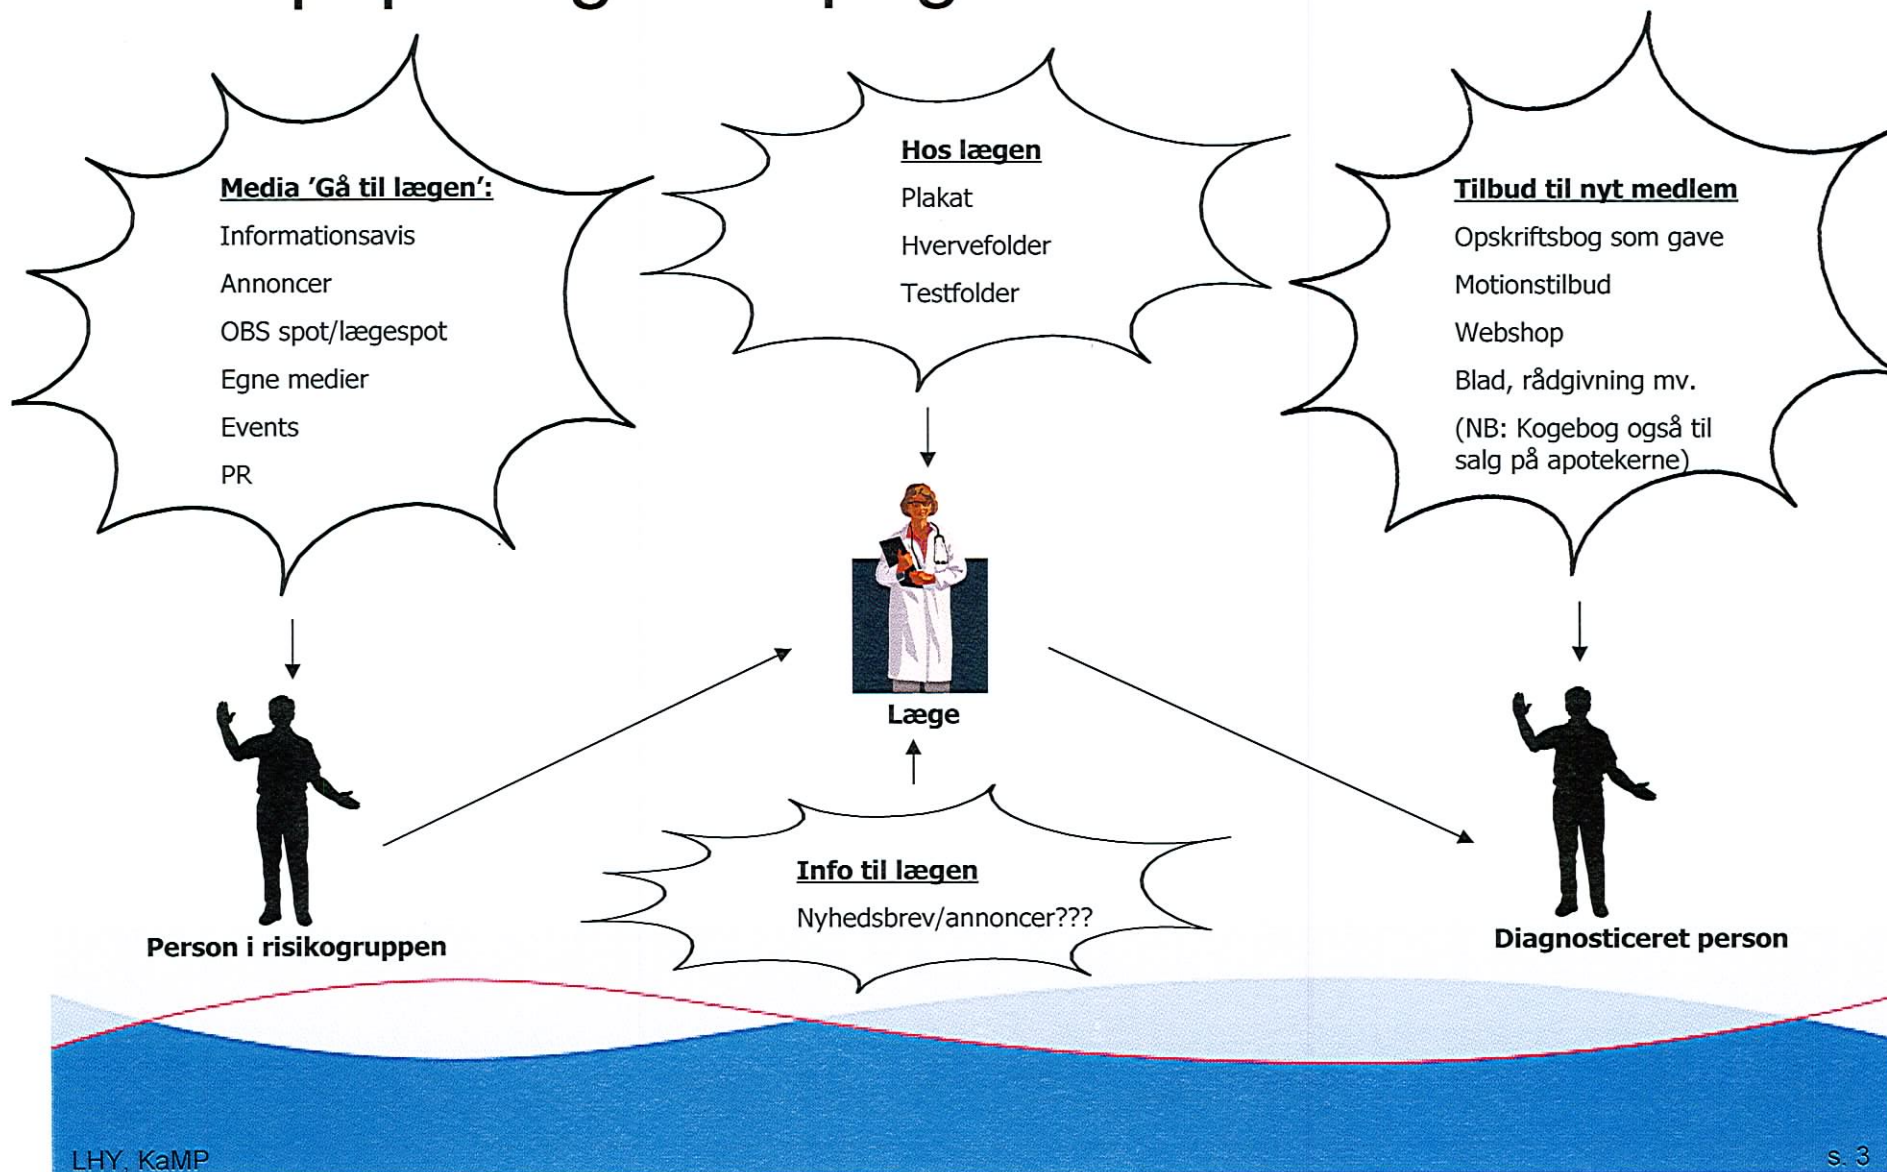 Media ’Gå til lægen’:
Informationsavis
Annoncer
OBS spot/lægespot
Egne medier
Events
PR
Hos lægen
Plakat
Hvervefolder
Testfolder
Tilbud til nyt medlem
Opskriftsbog som gave
Motionstilbud
Webshop
Blad, rådgivning mv.
(NB: Kogebog også til
salg på apotekerne)
Læge
Info til lægen
Nyhedsbrev/annoncer???
Person i risikogruppen
Diagnosticeret person
LHY, KaMP
s. 3